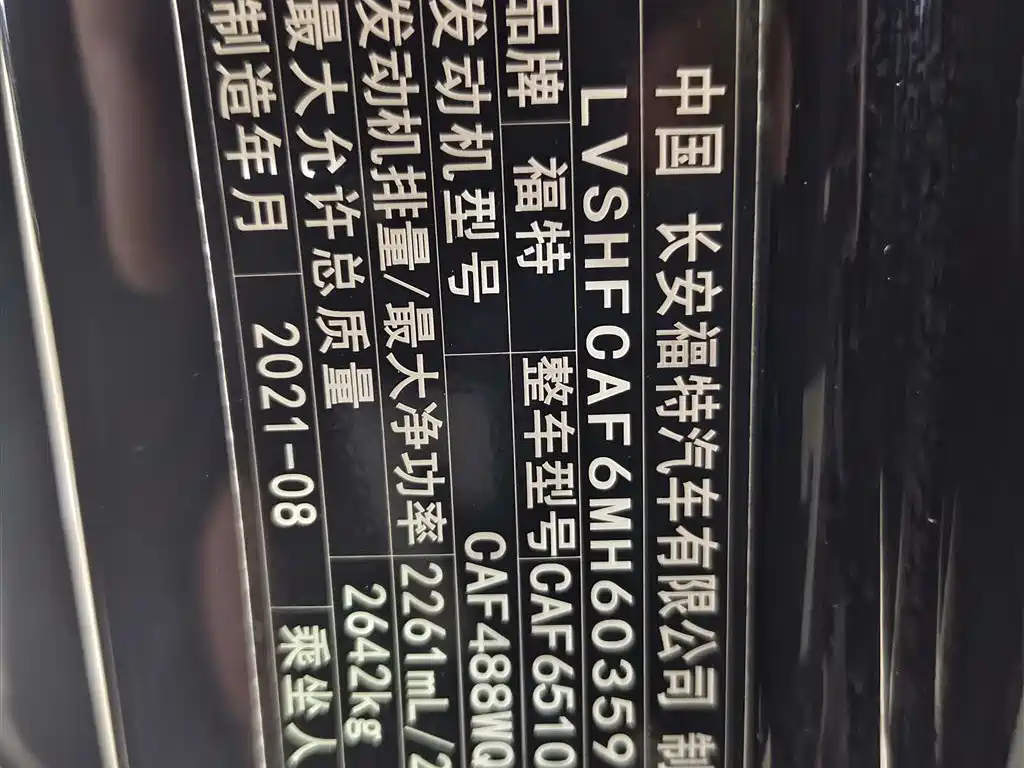 中国 长安福特汽车有限公司 制
LVSHFCAF6MH60359
品牌 福特 整车型号 CAF6510
发动机型号 CAF488WQ
发动机排量/最大净功率 2261mL/2
最大允许总质量 2642kg
制造年月 2021-08 乘坐人